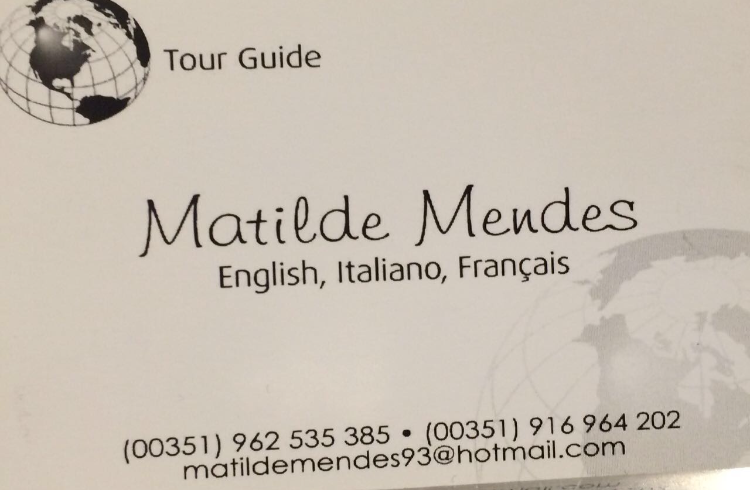 Tour Guide
Matilde Mendes
English, Italiano, Français
(00351) 962 535 385 • (00351) 916 964 202
matildemendes93@hotmail.com